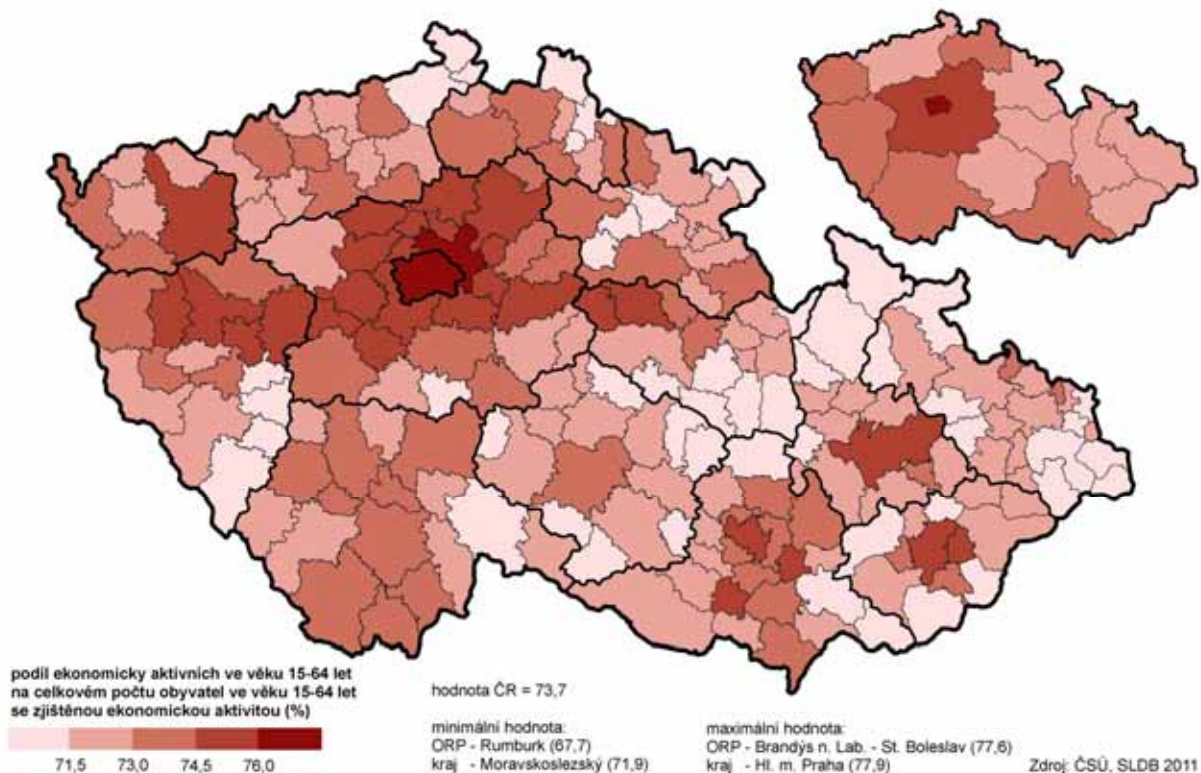 podíl ekonomicky aktivních ve věku 15-64 let
na celkovém počtu obyvatel ve věku 15-64 let
se zjištěnou ekonomickou aktivitou (%)
71,5 73,0 74,5 76,0
hodnota ČR = 73,7
minimální hodnota:
ORP - Rumburk (67,7)
kraj - Moravskoslezský (71,9)
maximální hodnota:
ORP - Brandýs n. Lab. - St. Boleslav (77,6)
kraj - Hl. m. Praha (77,9)
Zdroj: ČSÚ, SLDB 2011